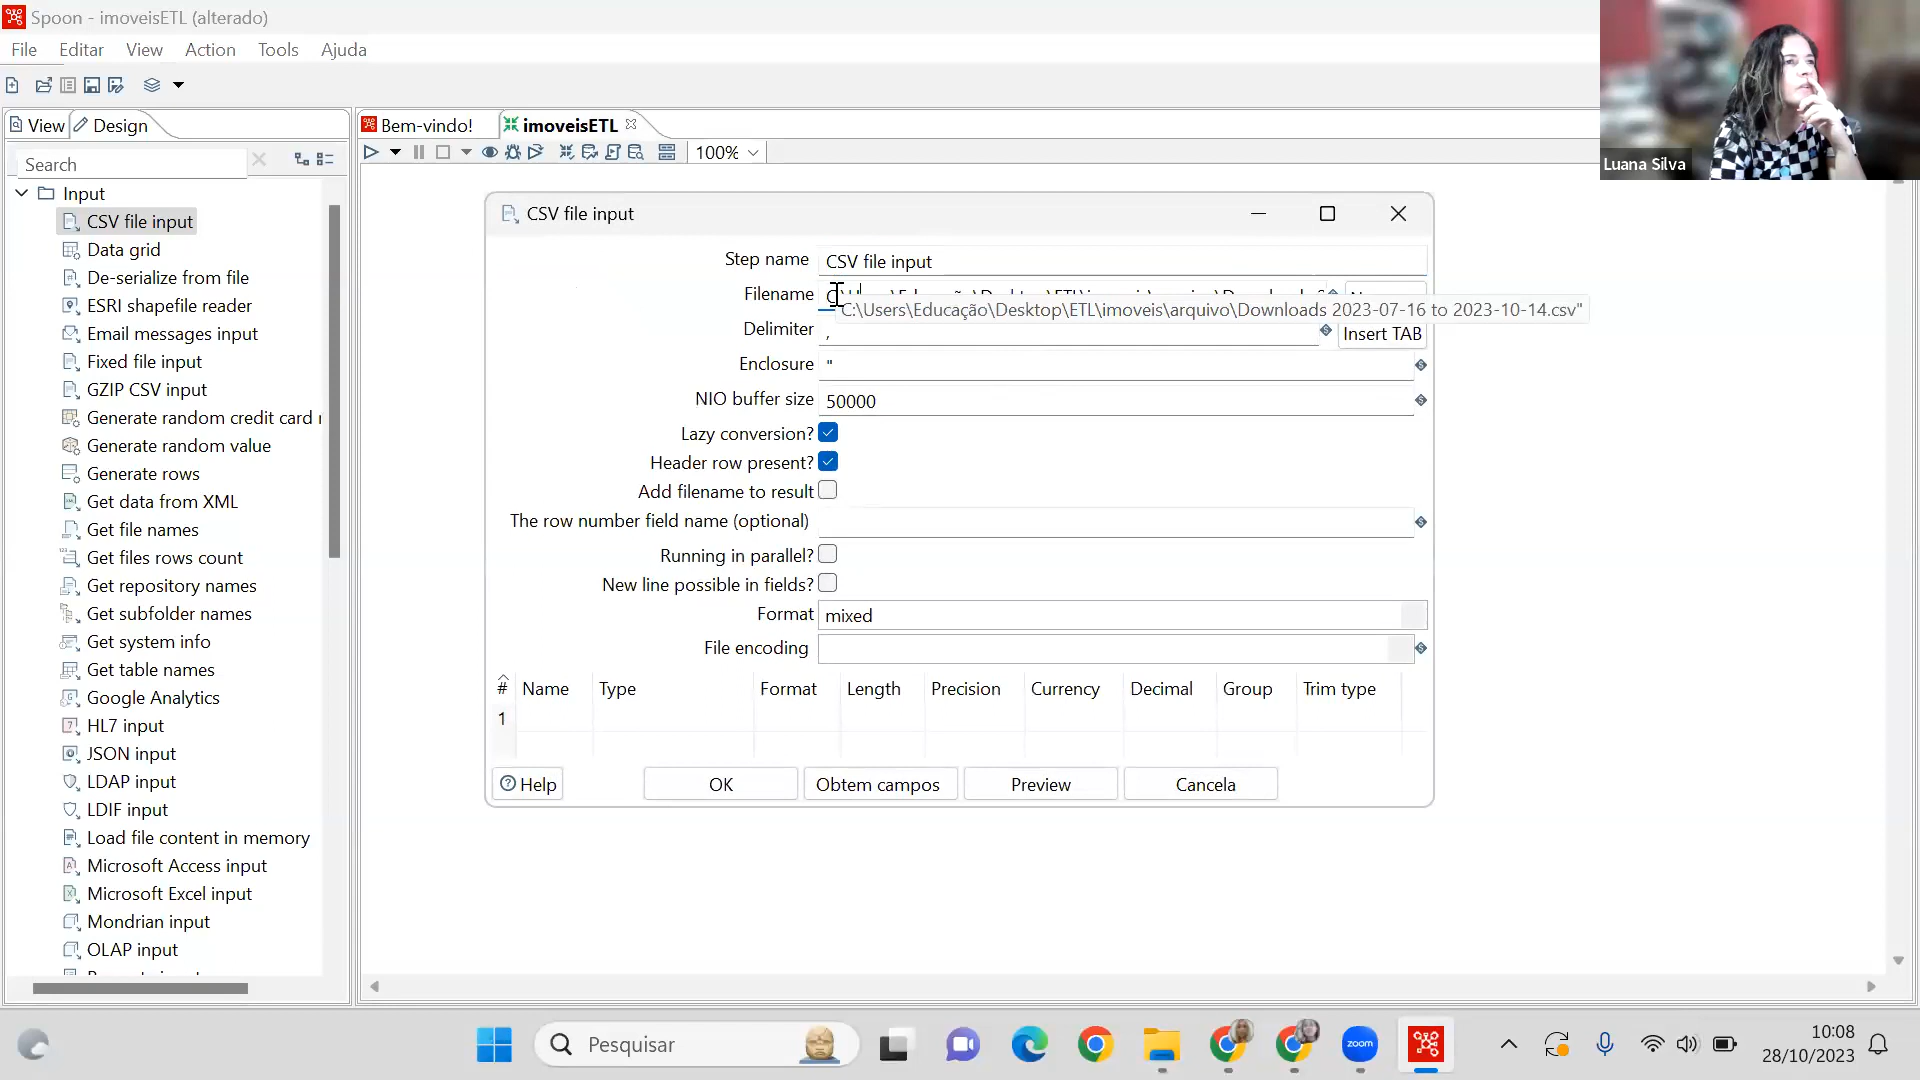 Spoon - imoveisETL (alterado)
File Editar View Action Tools Ajuda
View Design
Bem-vindo! imoveisETL
100%
Search
Input
CSV file input
Data grid
De-serialize from file
ESRI shapefile reader
Email messages input
Fixed file input
GZIP CSV input
Generate random credit card
Generate random value
Generate rows
Get data from XML
Get file names
Get files rows count
Get repository names
Get subfolder names
Get system info
Get table names
Google Analytics
HL7 input
JSON input
LDAP input
LDIF input
Load file content in memory
Microsoft Access input
Microsoft Excel input
Mondrian input
OLAP input
CSV file input
Step name CSV file input
Filename
C:\Users\Educação\Desktop\ETL\imoveis\arquivo\Downloads 2023-07-16 to 2023-10-14.csv"
Delimiter , Insert TAB
Enclosure "
NIO buffer size 50000
Lazy conversion?
Header row present?
Add filename to result
The row number field name (optional)
Running in parallel?
New line possible in fields?
Format mixed
File encoding
# Name Type Format Length Precision Currency Decimal Group Trim type
1
Help OK Obtem campos Preview Cancela
Luana Silva
Pesquisar
zoom
10:08
28/10/2023